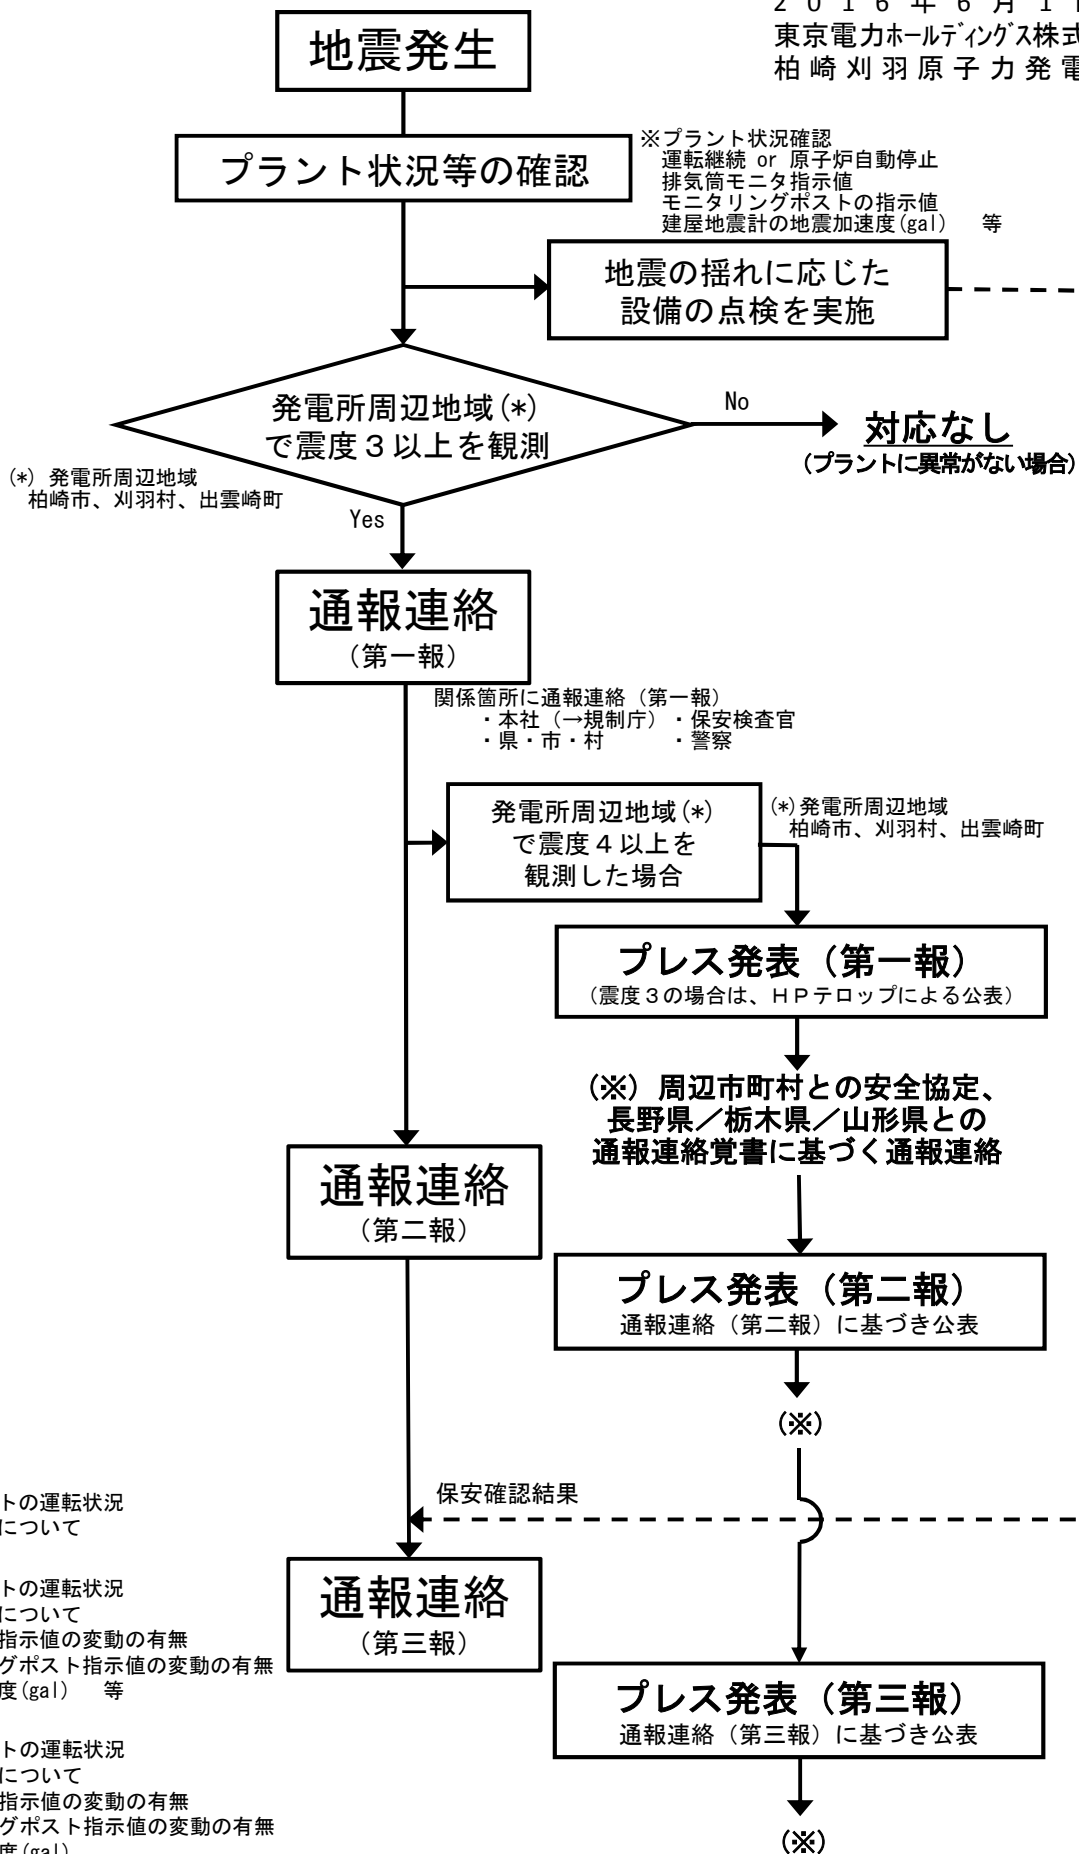 ２０１６年６月１
東京電力ホールディングス株式
柏崎刈羽原子力発電
地震発生
プラント状況等の確認
※プラント状況確認
運転継続 or 原子炉自動停止
排気筒モニタ指示値
モニタリングポストの指示値
建屋地震計の地震加速度(gal)　等
地震の揺れに応じた
設備の点検を実施
発電所周辺地域(*)
で震度３以上を観測
No
対応なし
(プラントに異常がない場合)
(*) 発電所周辺地域
柏崎市、刈羽村、出雲崎町
Yes
通報連絡
（第一報）
関係箇所に通報連絡（第一報）
・本社（→規制庁）・保安検査官
・県・市・村　　　・警察
発電所周辺地域(*)
で震度４以上を
観測した場合
(*)発電所周辺地域
柏崎市、刈羽村、出雲崎町
プレス発表（第一報）
（震度３の場合は、ＨＰテロップによる公表）
(※) 周辺市町村との安全協定、
長野県／栃木県／山形県との
通報連絡覚書に基づく通報連絡
通報連絡
（第二報）
プレス発表（第二報）
通報連絡（第二報）に基づき公表
(※)
保安確認結果
トの運転状況
について
通報連絡
（第三報）
トの運転状況
について
指示値の変動の有無
グポスト指示値の変動の有無
度(gal)　等
プレス発表（第三報）
通報連絡（第三報）に基づき公表
トの運転状況
について
指示値の変動の有無
グポスト指示値の変動の有無
度(gal)
(※)